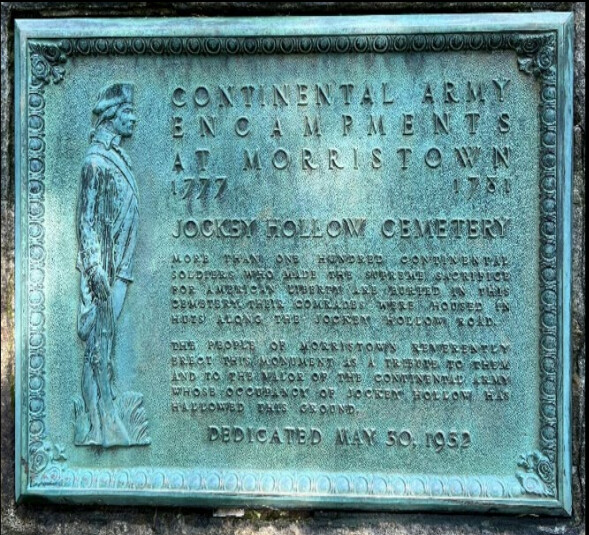 CONTINENTAL ARMY
ENCAMPMENTS
AT MORRISTOWN
1777 1781
JOCKEY HOLLOW CEMETERY
MORE THAN ONE HUNDRED CONTINENTAL
SOLDIERS WHO MADE THE SUPREME SACRIFICE
FOR AMERICAN LIBERTY ARE BURIED IN THIS
CEMETERY. THEIR COMRADES WERE HOUSED IN
HUTS ALONG THE JOCKEY HOLLOW ROAD.
THE PEOPLE OF MORRISTOWN REVERENTLY
ERECT THIS MONUMENT AS A TRIBUTE TO THEM
AND TO THE VALOR OF THE CONTINENTAL ARMY
WHOSE OCCUPANCY OF JOCKEY HOLLOW HAS
HALLOWED THIS GROUND.
DEDICATED MAY 30, 1932